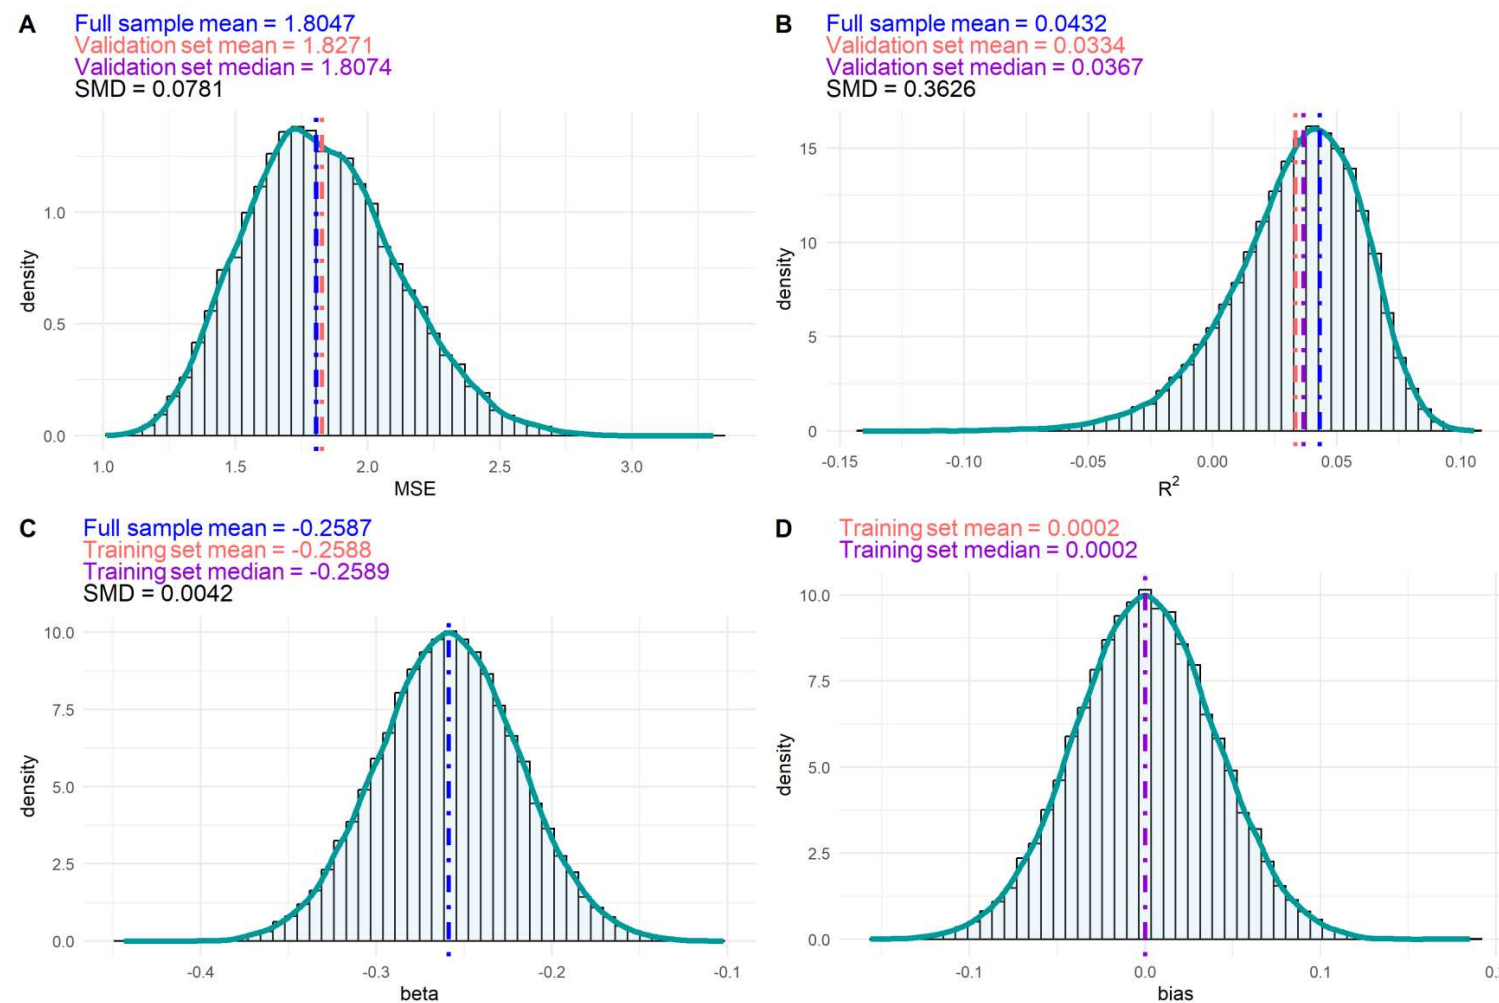 A
Full sample mean = 1.8047
Validation set mean = 1.8271
Validation set median = 1.8074
SMD = 0.0781
density
1.0
0.5
0.0
1.0 1.5 2.0 2.5 3.0
MSE
B
Full sample mean = 0.0432
Validation set mean = 0.0334
Validation set median = 0.0367
SMD = 0.3626
density
15
10
5
0
-0.15 -0.10 -0.05 0.00 0.05 0.10
R²
C
Full sample mean = -0.2587
Training set mean = -0.2588
Training set median = -0.2589
SMD = 0.0042
density
10.0
7.5
5.0
2.5
0.0
-0.4 -0.3 -0.2 -0.1
beta
D
Training set mean = 0.0002
Training set median = 0.0002
density
10.0
7.5
5.0
2.5
0.0
-0.1 0.0 0.1
bias